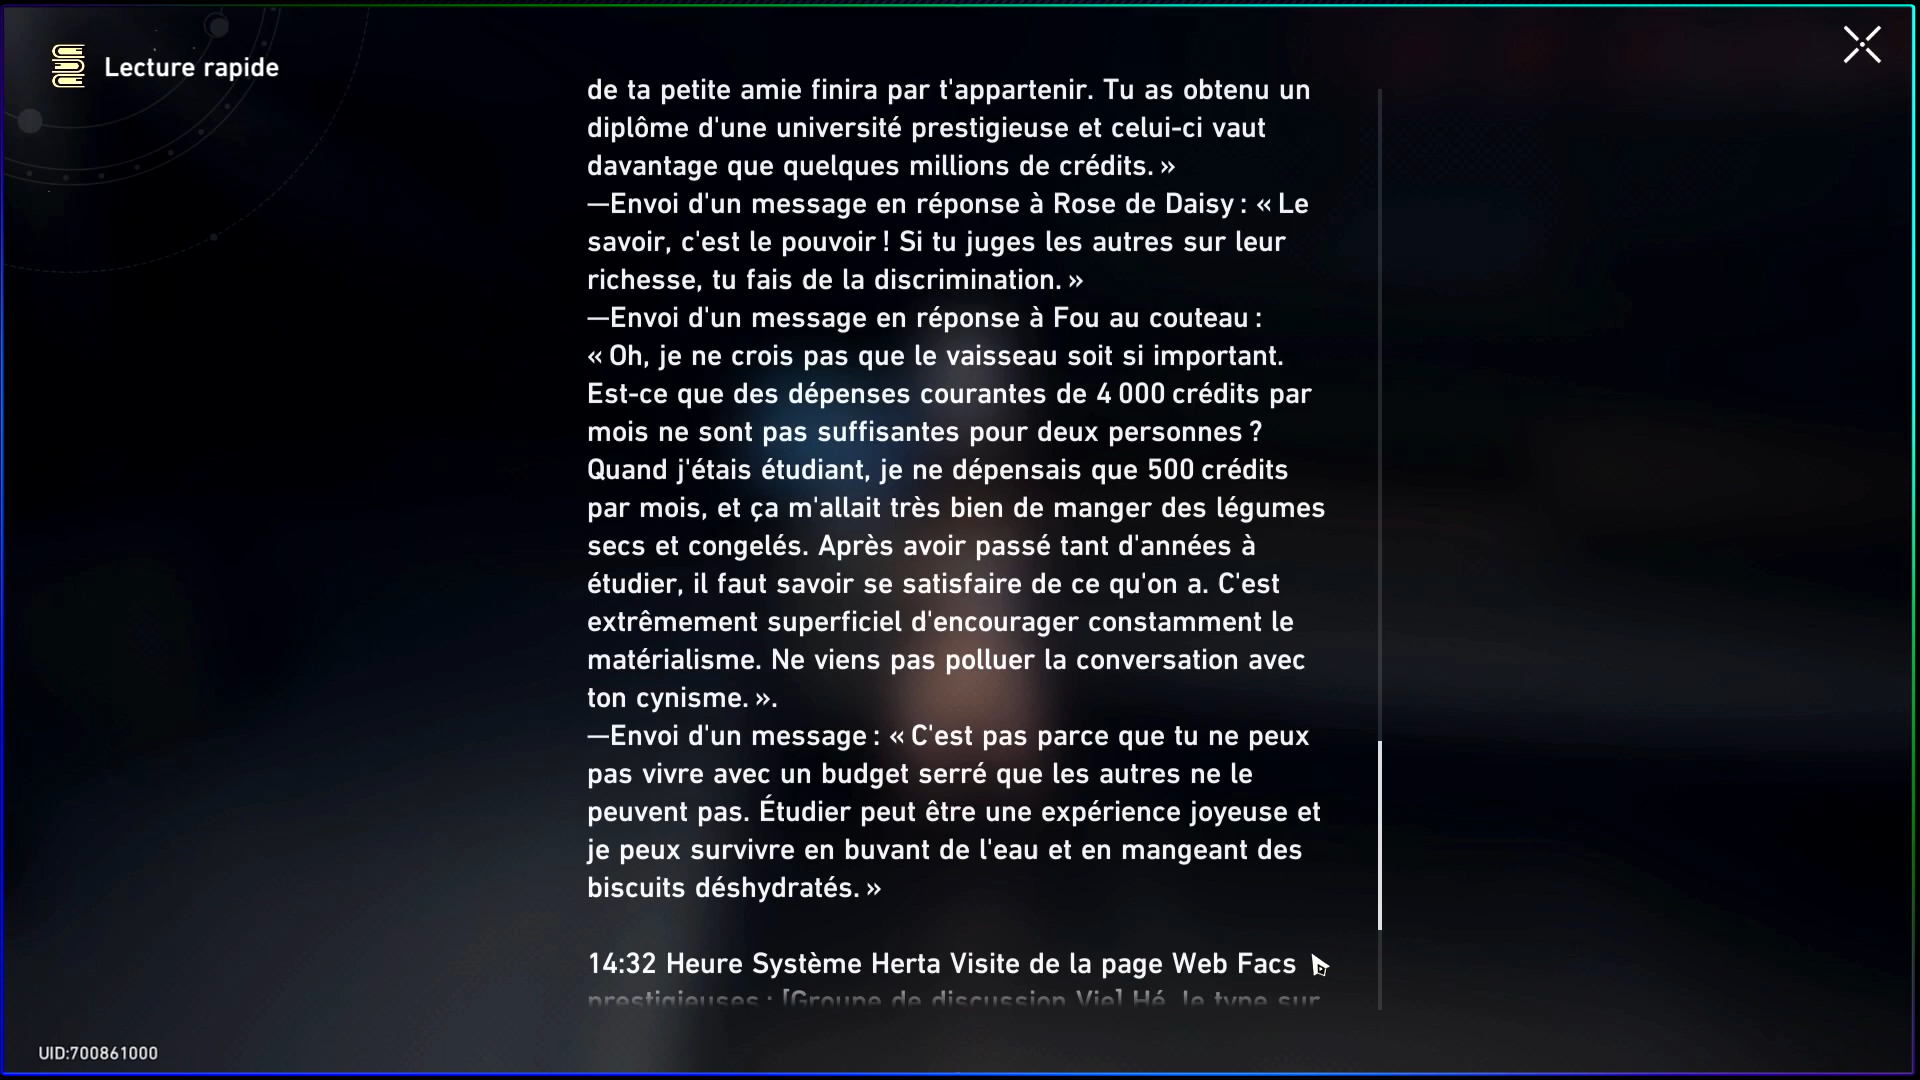 Lecture rapide
de ta petite amie finira par t'appartenir. Tu as obtenu un
diplôme d'une université prestigieuse et celui-ci vaut
davantage que quelques millions de crédits. »
—Envoi d'un message en réponse à Rose de Daisy : « Le
savoir, c'est le pouvoir ! Si tu juges les autres sur leur
richesse, tu fais de la discrimination. »
—Envoi d'un message en réponse à Fou au couteau :
« Oh, je ne crois pas que le vaisseau soit si important.
Est-ce que des dépenses courantes de 4 000 crédits par
mois ne sont pas suffisantes pour deux personnes ?
Quand j'étais étudiant, je ne dépensais que 500 crédits
par mois, et ça m'allait très bien de manger des légumes
secs et congelés. Après avoir passé tant d'années à
étudier, il faut savoir se satisfaire de ce qu'on a. C'est
extrêmement superficiel d'encourager constamment le
matérialisme. Ne viens pas polluer la conversation avec
ton cynisme. ».
—Envoi d'un message : « C'est pas parce que tu ne peux
pas vivre avec un budget serré que les autres ne le
peuvent pas. Étudier peut être une expérience joyeuse et
je peux survivre en buvant de l'eau et en mangeant des
biscuits déshydratés. »
14:32 Heure Système Herta Visite de la page Web Facs
prestigieuses : [Groupe de discussion Vie] Hé, le type sur
UID:700861000